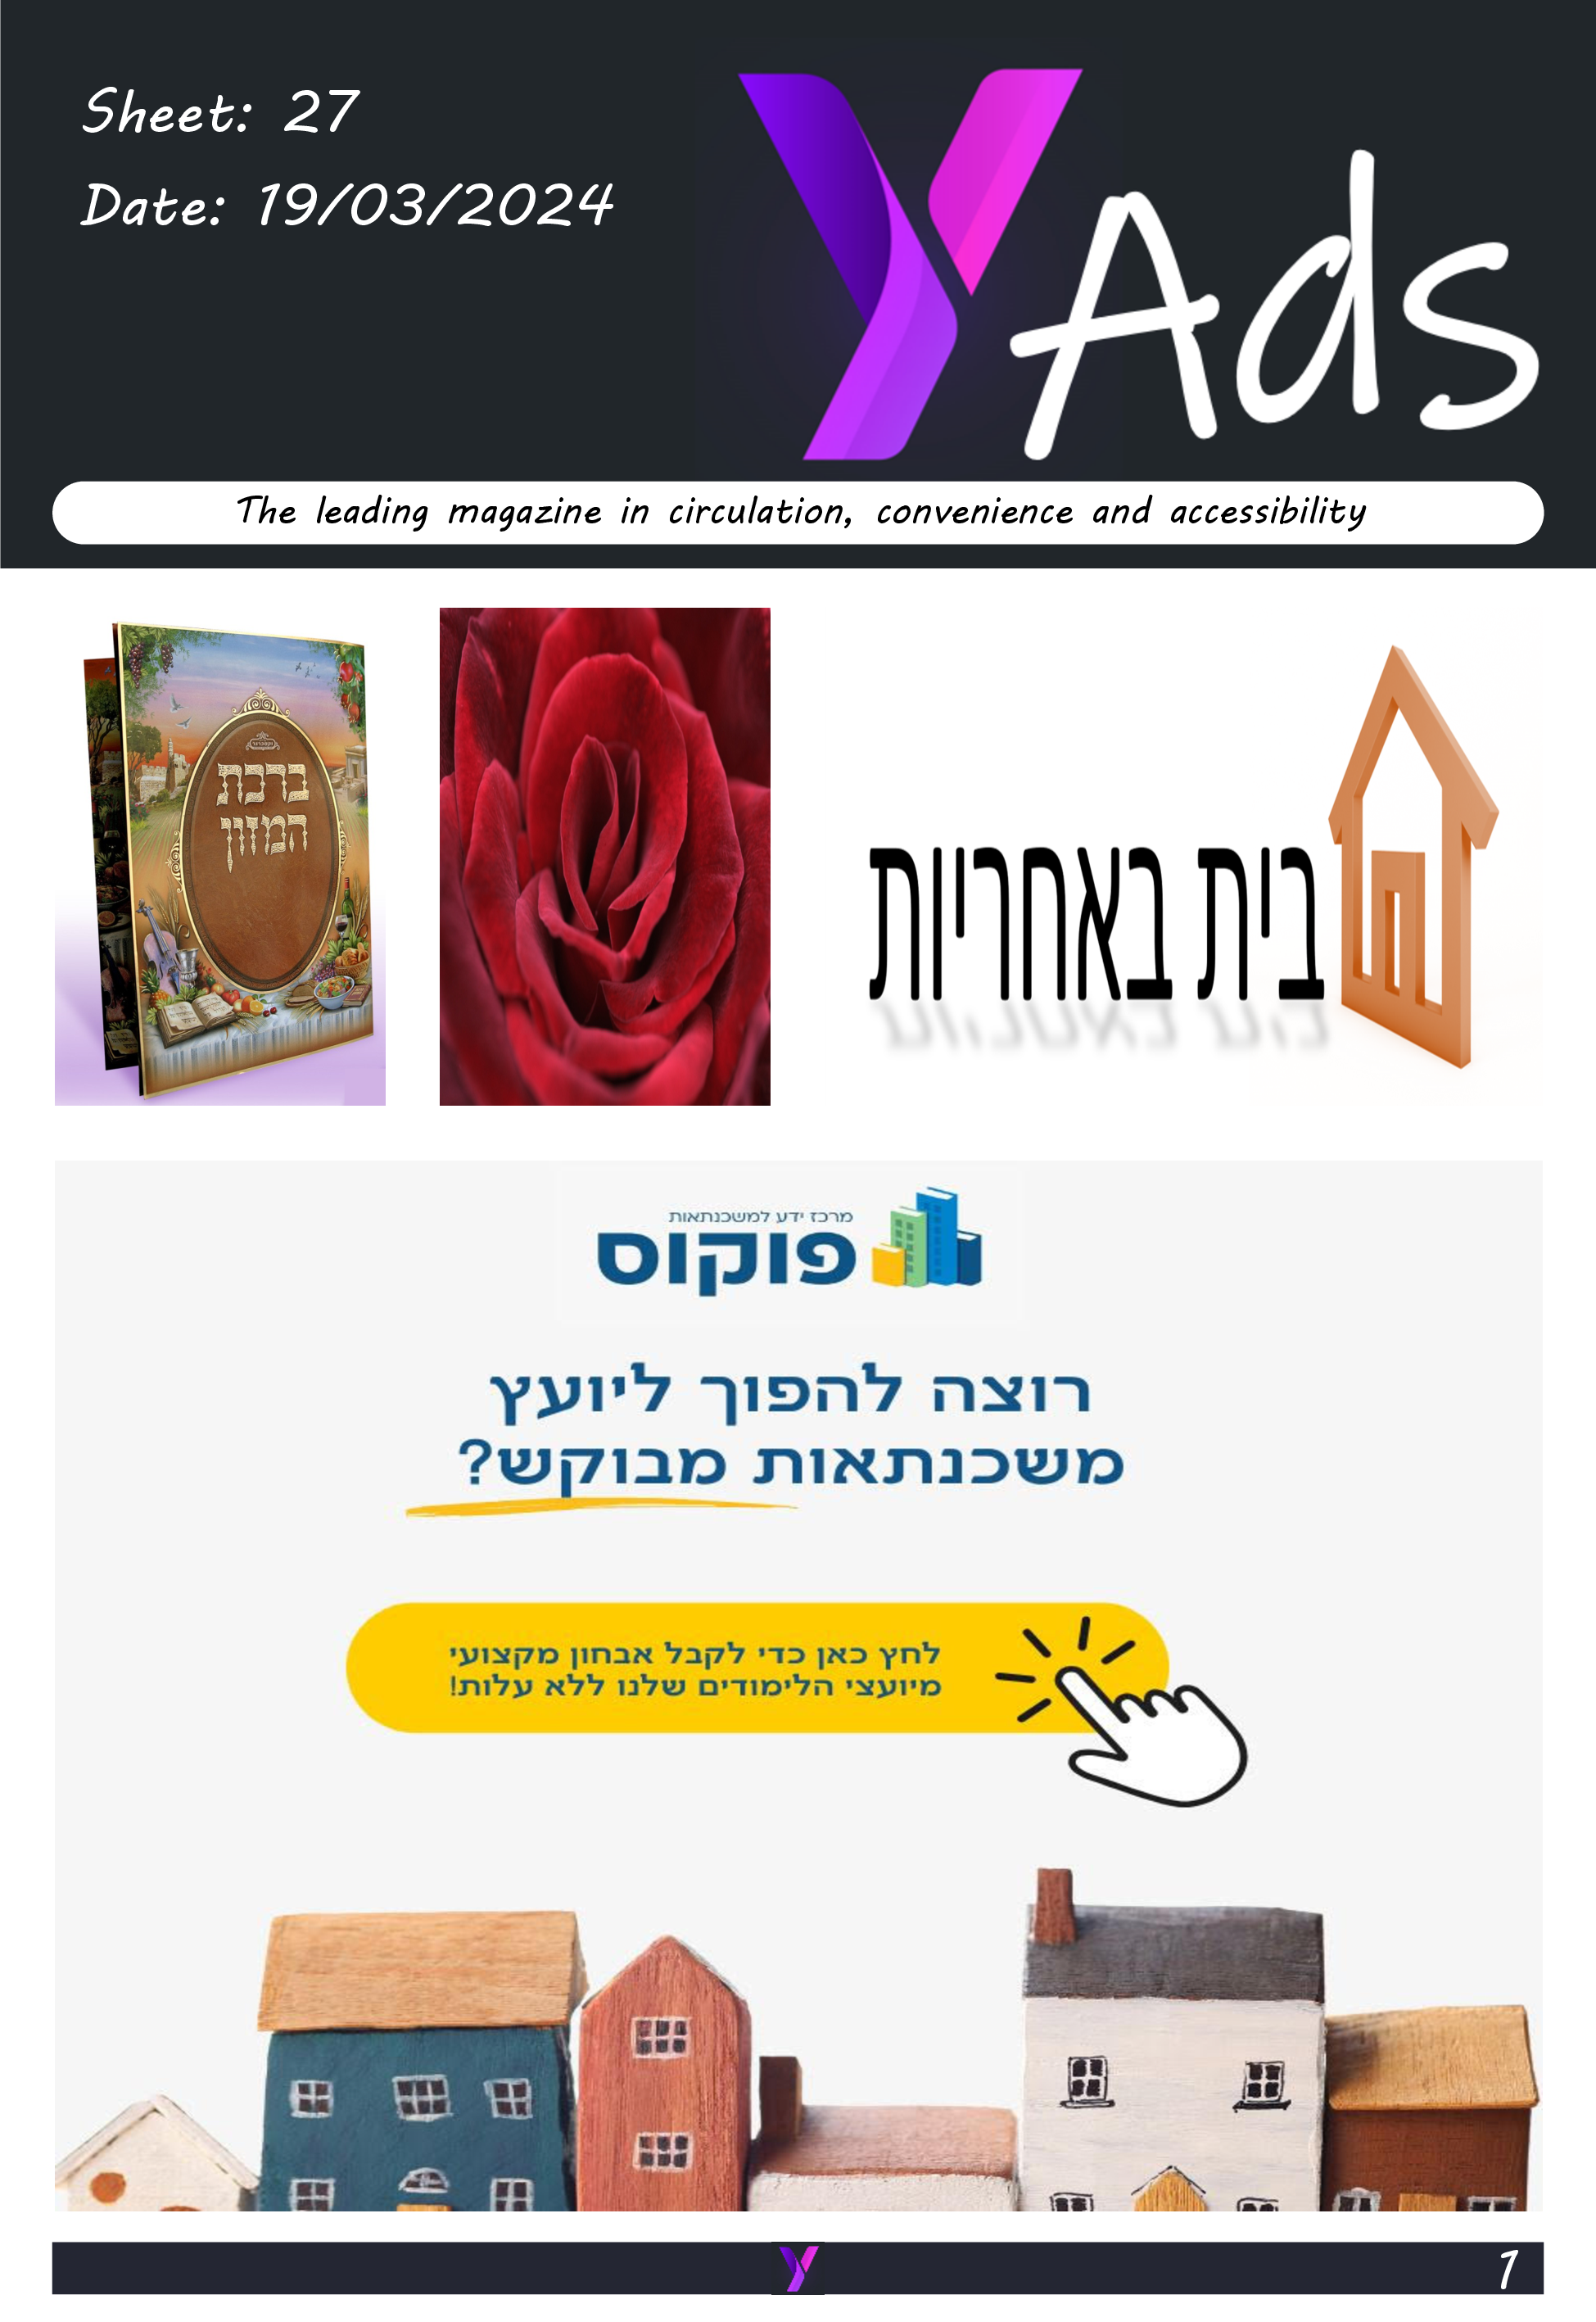 Sheet: 27
Date: 19/03/2024
Y Ads
The leading magazine in circulation, convenience and accessibility
ברכת
המזון
בית באחריות
מרכז ידע למשכנתאות
פוקוס
רוצה להפוך ליועץ
משכנתאות מבוקש?
לחץ כאן כדי לקבל אבחון מקצועי
מיועצי הלימודים שלנו ללא עלות!
Y
1